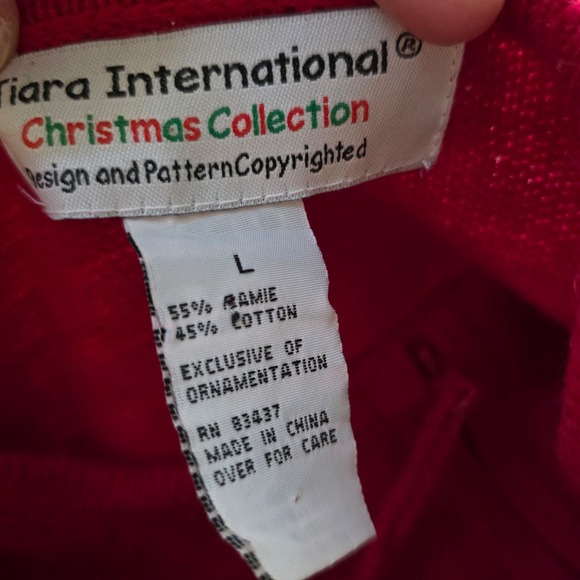 Tiara International®
Christmas Collection
Design and Pattern Copyrighted
L
55% RAMIE
45% COTTON
EXCLUSIVE OF
ORNAMENTATION
RN 83437
MADE IN CHINA
OVER FOR CARE